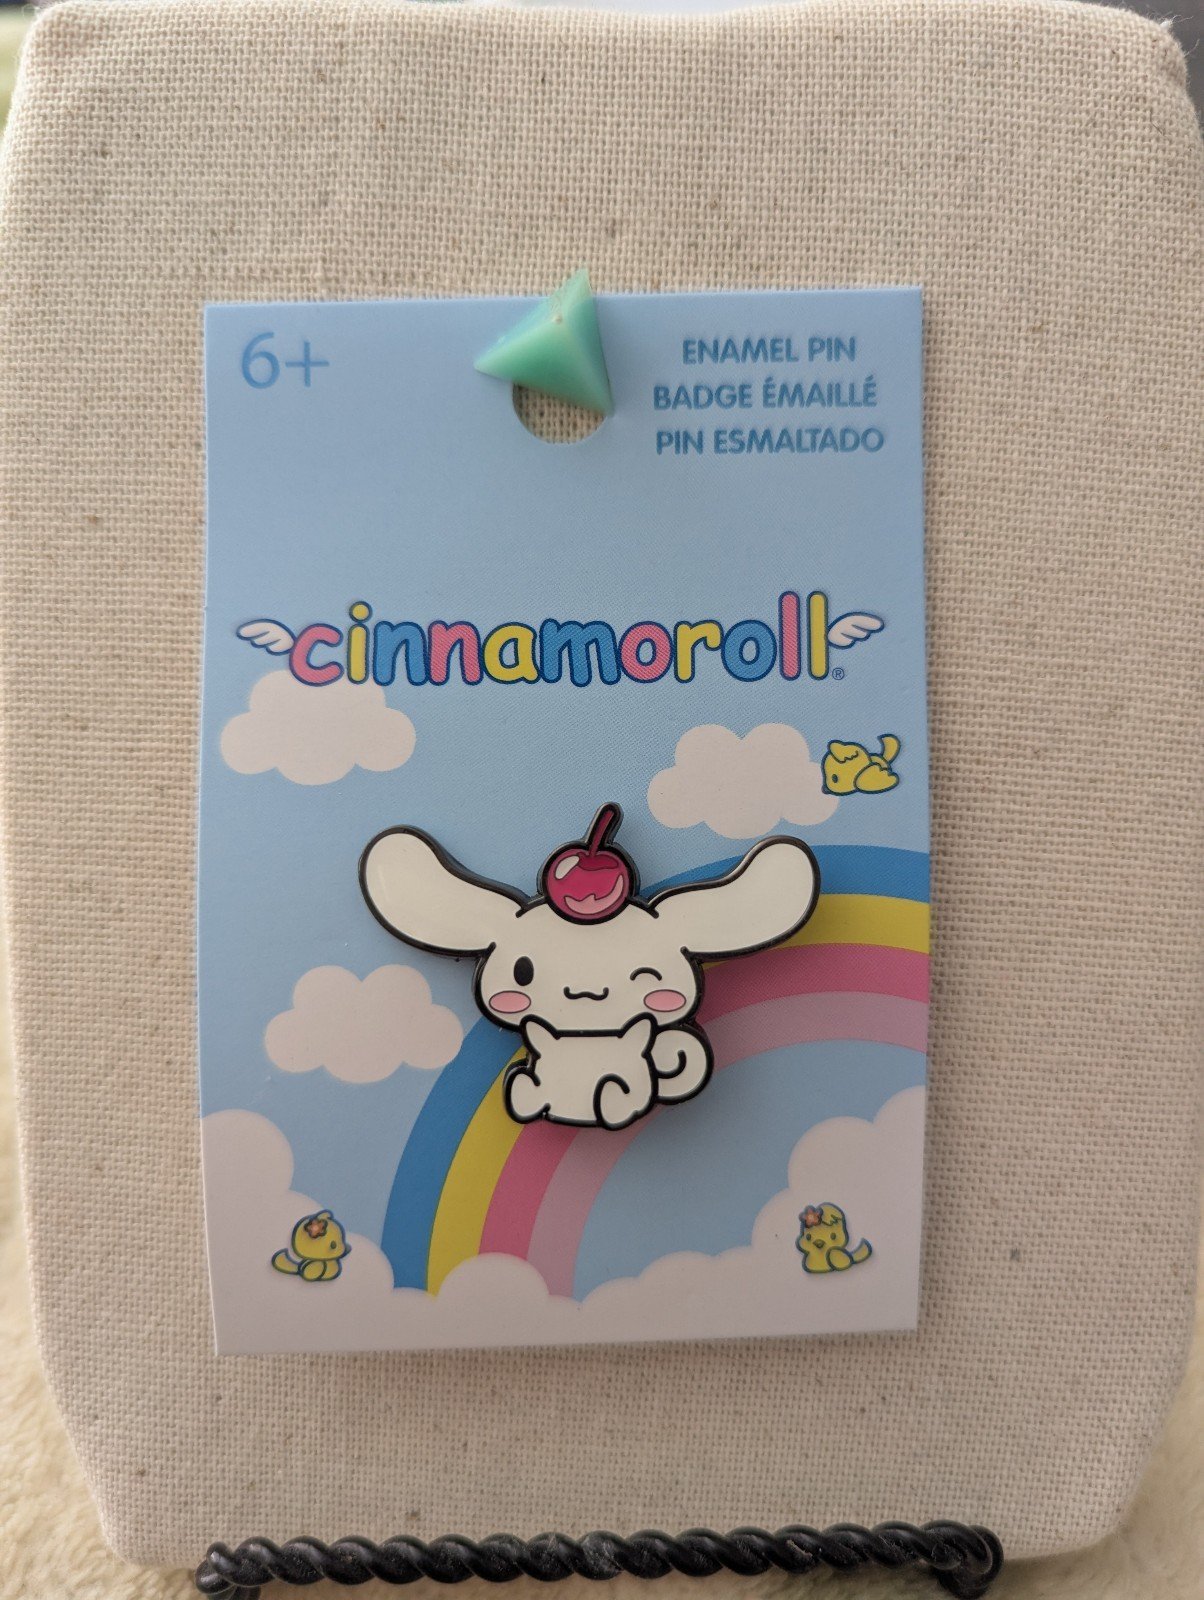 6+
ENAMEL PIN
BADGE ÉMAILLÉ
PIN ESMALTADO
cinnamoroll®